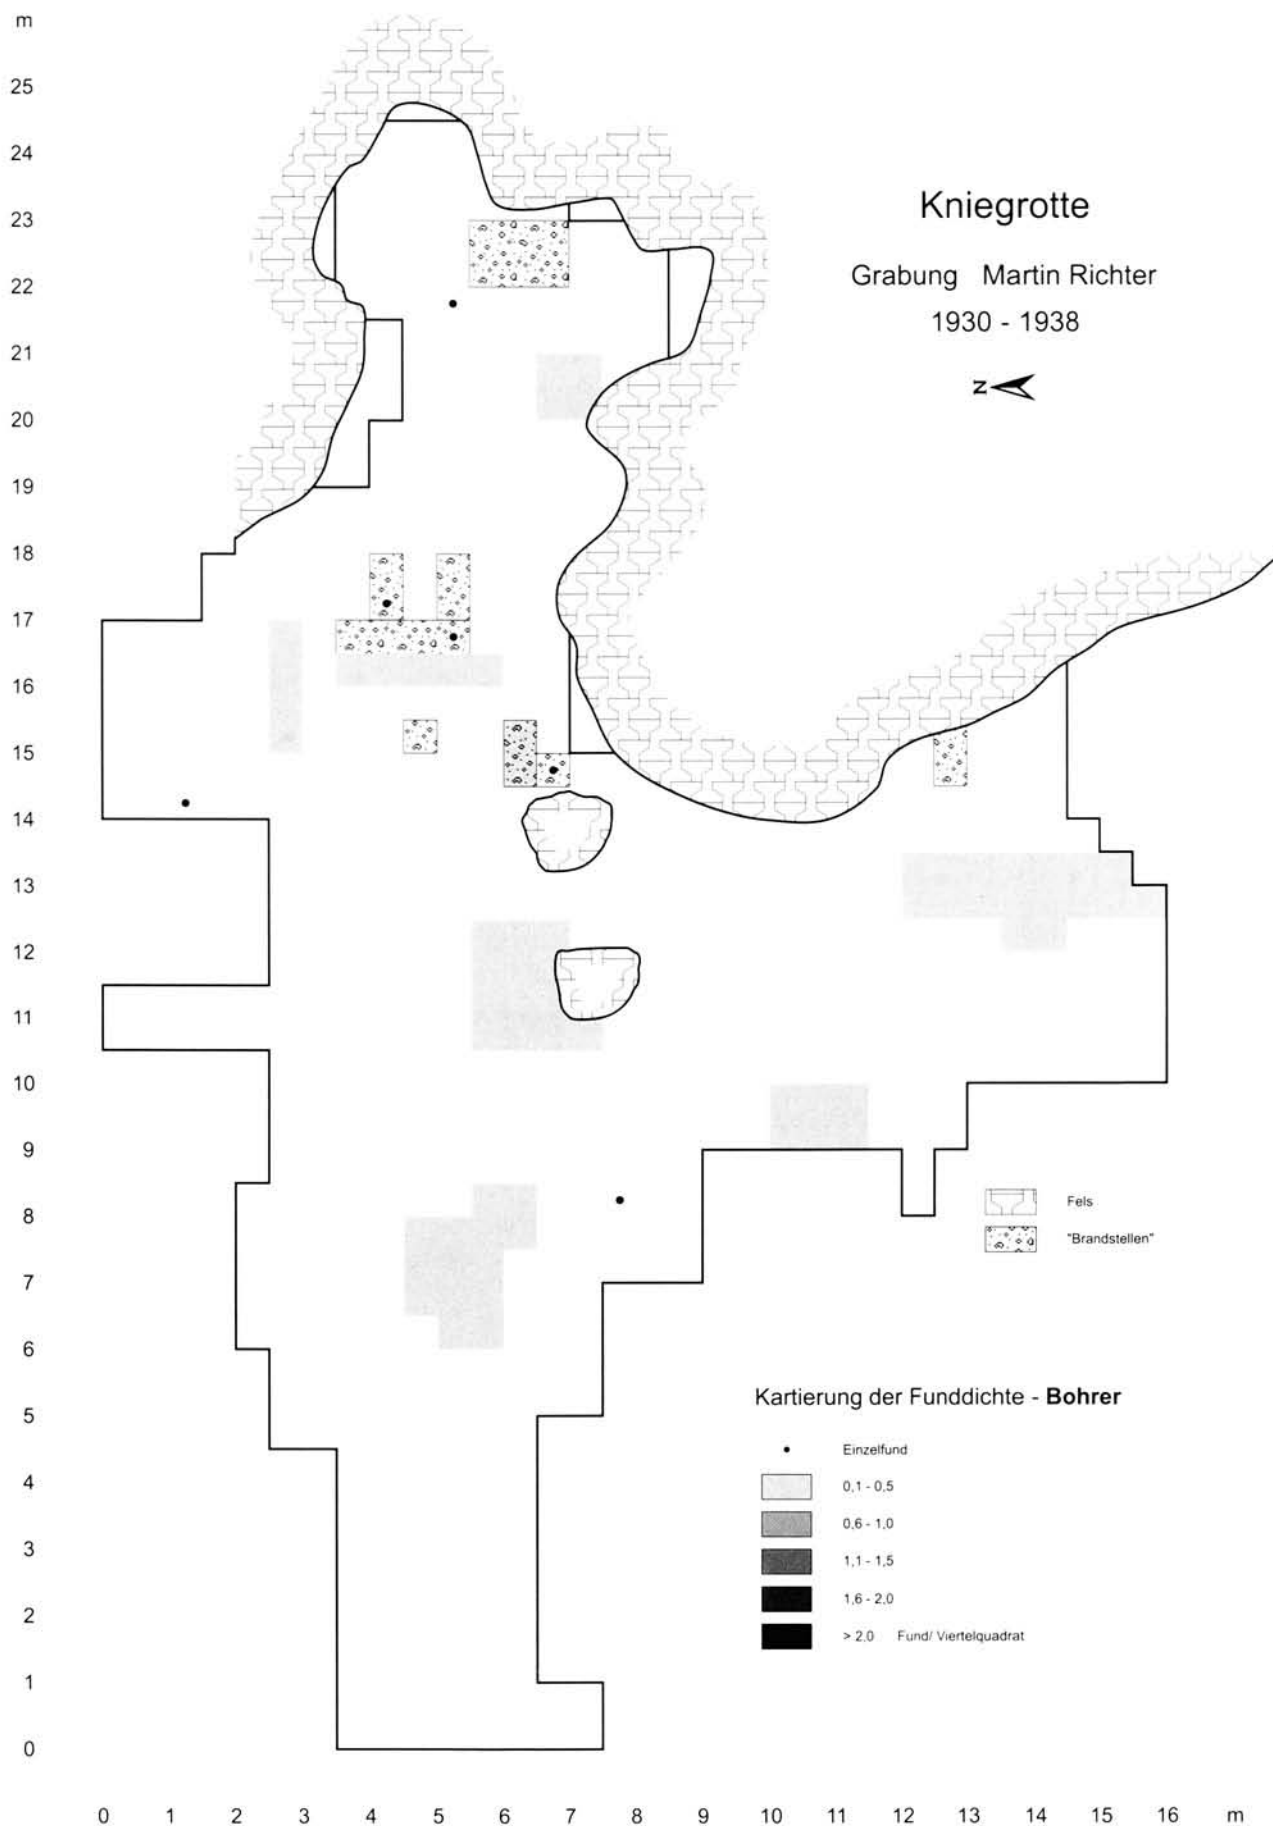 m
25
24
23
22
21
20
19
18
17
16
15
14
13
12
11
10
9
8
7
6
5
4
3
2
1
0
Kniegrotte
Grabung Martin Richter
1930 - 1938
N
Fels
"Brandstellen"
Kartierung der Funddichte - Bohrer
Einzelfund
0,1 - 0,5
0,6 - 1,0
1,1 - 1,5
1,6 - 2,0
> 2,0 Fund/ Viertelquadrat
0 1 2 3 4 5 6 7 8 9 10 11 12 13 14 15 16 m